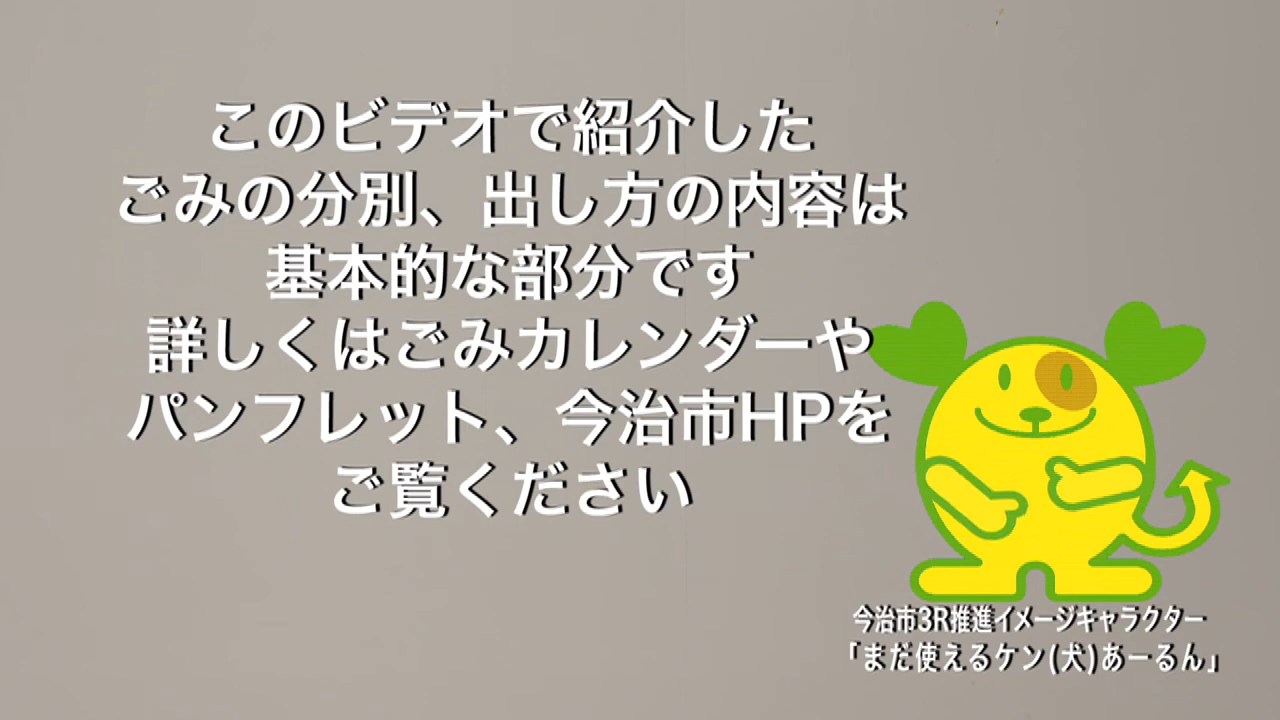 このビデオで紹介した
ごみの分別、出し方の内容は
基本的な部分です
詳しくはごみカレンダーや
パンフレット、今治市HPを
ご覧ください
今治市3R推進イメージキャラクター
「まだ使えるケン(犬)あーるん」